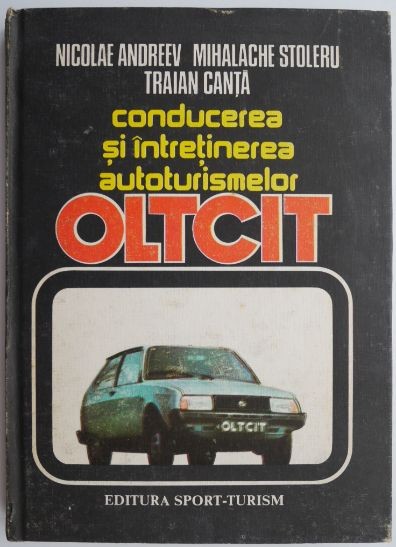 NICOLAE ANDREEV MIHALACHE STOLERU
TRAIAN CANȚĂ
conducerea
și întreținerea
autoturismelor
OLTCIT
OLTCIT
EDITURA SPORT-TURISM